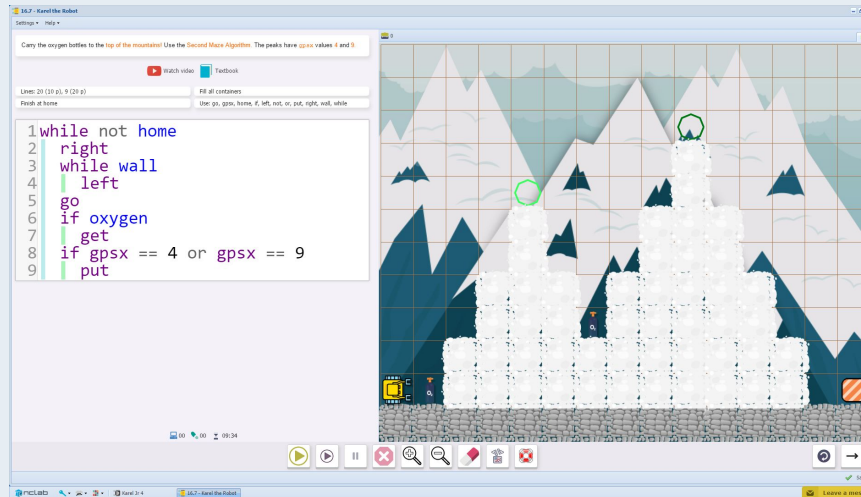 16.7 - Karel the Robot
Settings Help
0
Carry the oxygen bottles to the top of the mountains! Use the Second Maze Algorithm. The peaks have gpsx values 4 and 9.
Watch video Textbook
Lines: 20 (10 p), 9 (20 p) Fill all containers
Finish at home Use: go, gpsx, home, if, left, not, or, put, right, wall, while
1 while not home
2 right
3 while wall
4 left
5 go
6 if oxygen
7 get
8 if gpsx == 4 or gpsx == 9
9 put
00 00 09:34
nclab Karel Jr 4 16.7 - Karel the Robot Leave a mes